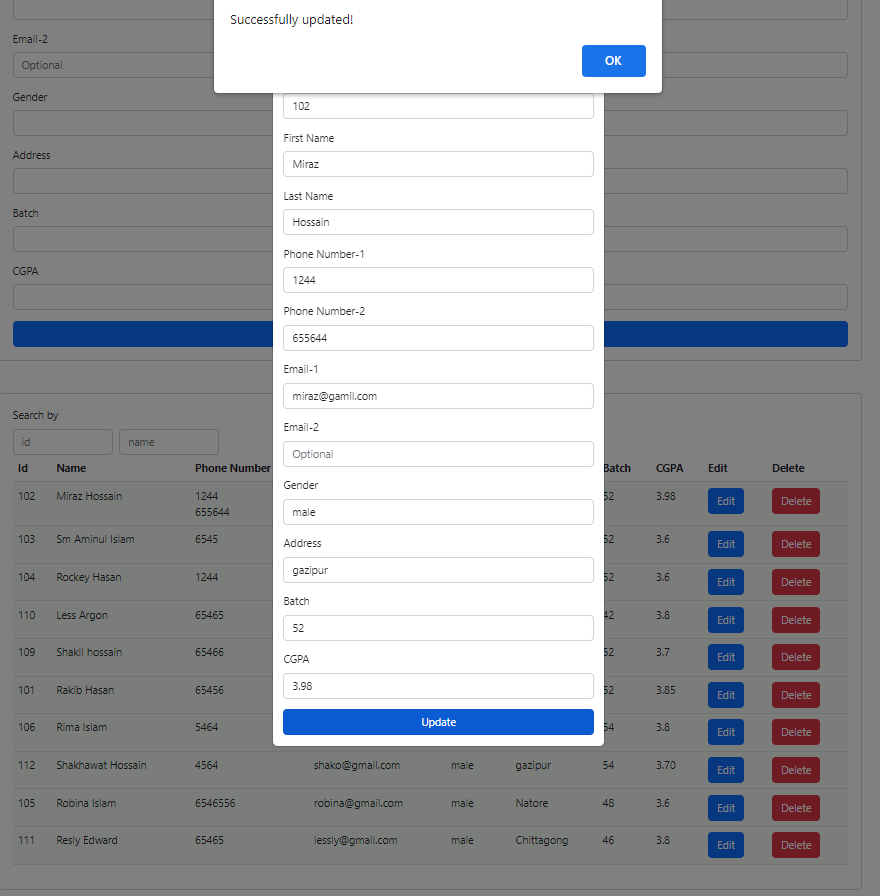 Successfully updated!
OK
Email-2
Optional
Gender
Address
Batch
CGPA
102
First Name
Miraz
Last Name
Hossain
Phone Number-1
1244
Phone Number-2
655644
Email-1
miraz@gamil.com
Email-2
Optional
Gender
male
Address
gazipur
Batch
52
CGPA
3.98
Update
Search by
id name
Id Name Phone Number Batch CGPA Edit Delete
102 Miraz Hossain 1244 52 3.98 Edit Delete
655644
103 Sm Aminul Islam 6545 52 3.6 Edit Delete
104 Rockey Hasan 1244 52 3.6 Edit Delete
110 Less Argon 65465 42 3.8 Edit Delete
109 Shakil hossain 65466 52 3.7 Edit Delete
101 Rakib Hasan 65456 52 3.85 Edit Delete
106 Rima Islam 5464 54 3.8 Edit Delete
112 Shakhawat Hossain 4564 shako@gmail.com male gazipur 54 3.70 Edit Delete
105 Robina Islam 6546556 robina@gmail.com male Natore 48 3.6 Edit Delete
111 Resly Edward 65465 lessly@gmail.com male Chittagong 46 3.8 Edit Delete